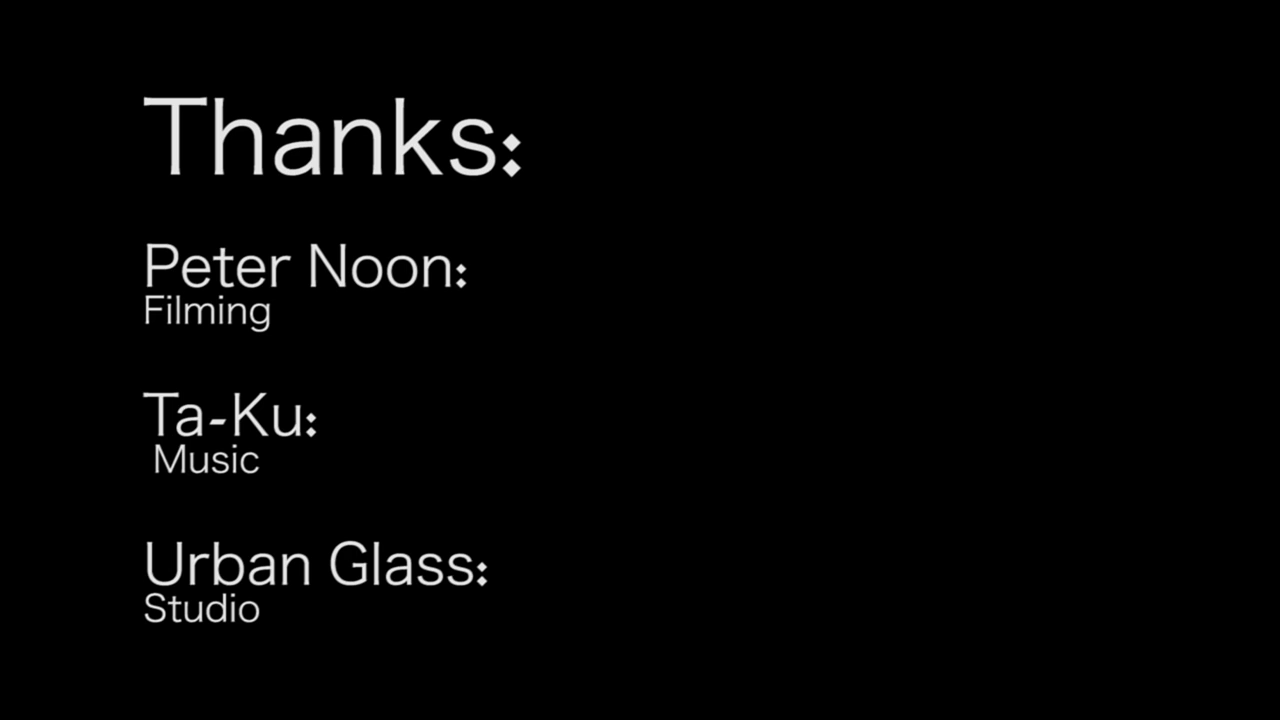 Thanks:
Peter Noon:
Filming
Ta-Ku:
Music
Urban Glass:
Studio